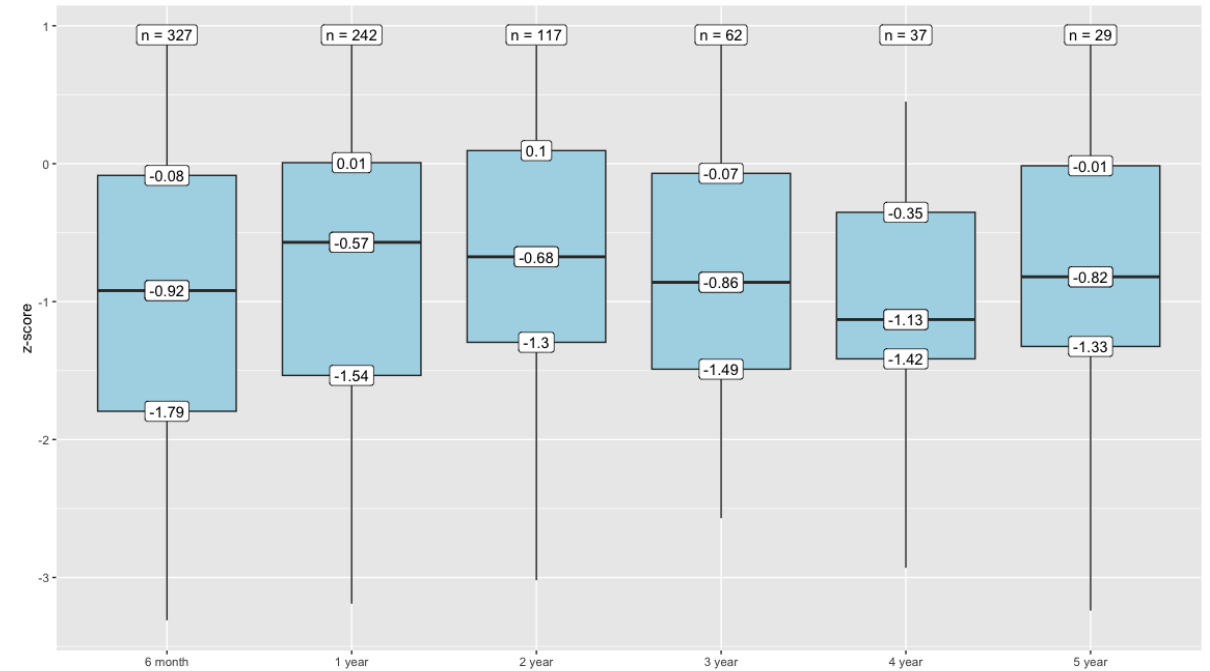 1
n = 327
n = 242
n = 117
n = 62
n = 37
n = 29
0
-0.08
0.01
0.1
-0.07
-0.35
-0.01
-0.92
-0.57
-0.68
-0.86
-1.13
-0.82
-1
-1.79
-1.54
-1.3
-1.49
-1.42
-1.33
-2
-3
z-score
6 month
1 year
2 year
3 year
4 year
5 year